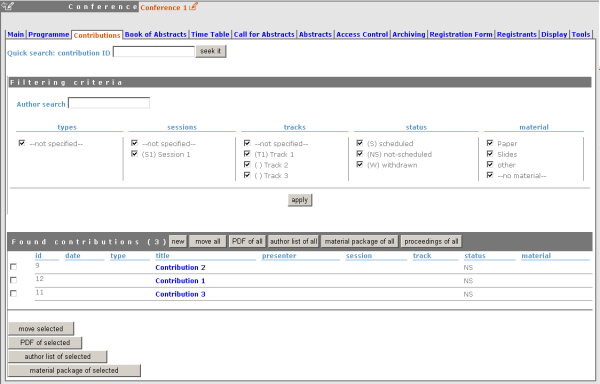 Conference Conference 1
Main Programme Contributions Book of Abstracts Time Table Call for Abstracts Abstracts Access Control Archiving Registration Form Registrants Display Tools
Quick search: contribution ID seek it
Filtering criteria
Author search
types sessions tracks status material
--not specified-- --not specified-- --not specified-- (S) scheduled Paper
(S1) Session 1 (T1) Track 1 (NS) not-scheduled Slides
( ) Track 2 (W) withdrawn other
( ) Track 3 --no material--
apply
Found contributions (3) new move all PDF of all author list of all material package of all proceedings of all
id date type title presenter session track status material
9 Contribution 2 NS
12 Contribution 1 NS
11 Contribution 3 NS
move selected
PDF of selected
author list of selected
material package of selected